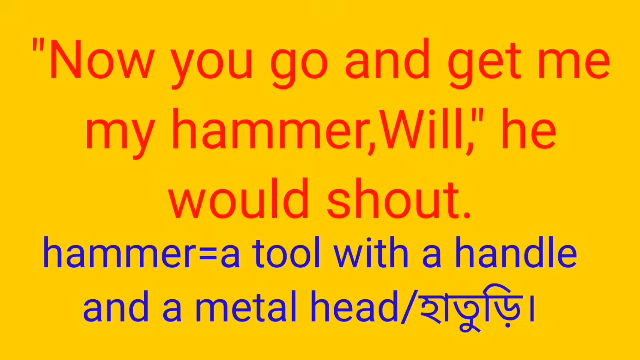 "Now you go and get me
my hammer,Will," he
would shout.
hammer=a tool with a handle
and a metal head/হাতুড়ি।